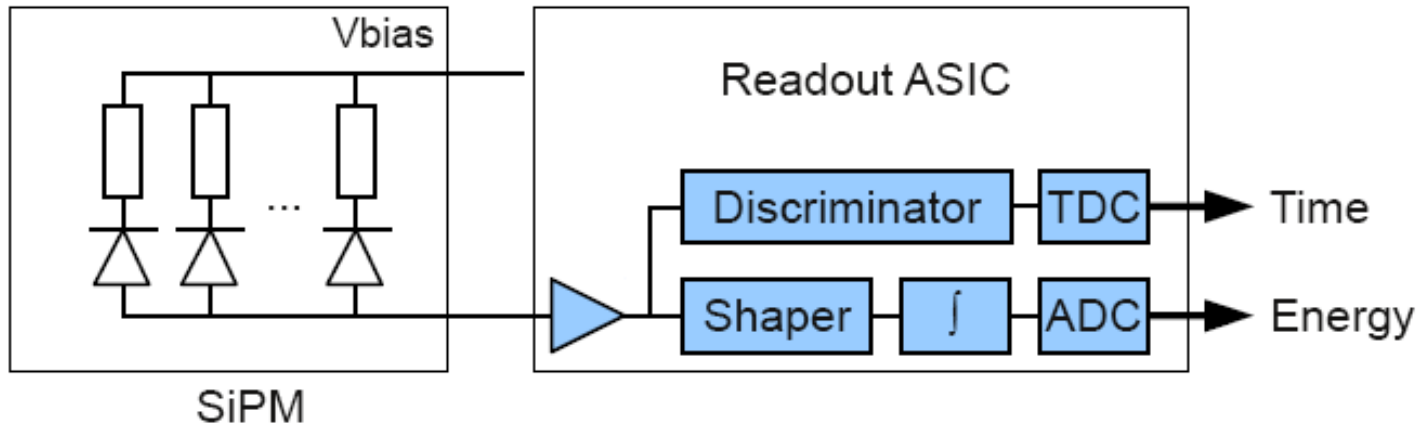 Vbias
Readout ASIC
...
Discriminator
TDC
Time
Shaper
∫
ADC
Energy
SiPM